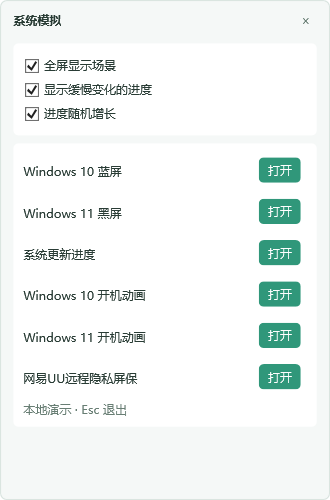 系统模拟
×
全屏显示场景
显示缓慢变化的进度
进度随机增长
Windows 10 蓝屏 打开
Windows 11 黑屏 打开
系统更新进度 打开
Windows 10 开机动画 打开
Windows 11 开机动画 打开
网易UU远程隐私屏保 打开
本地演示 · Esc 退出